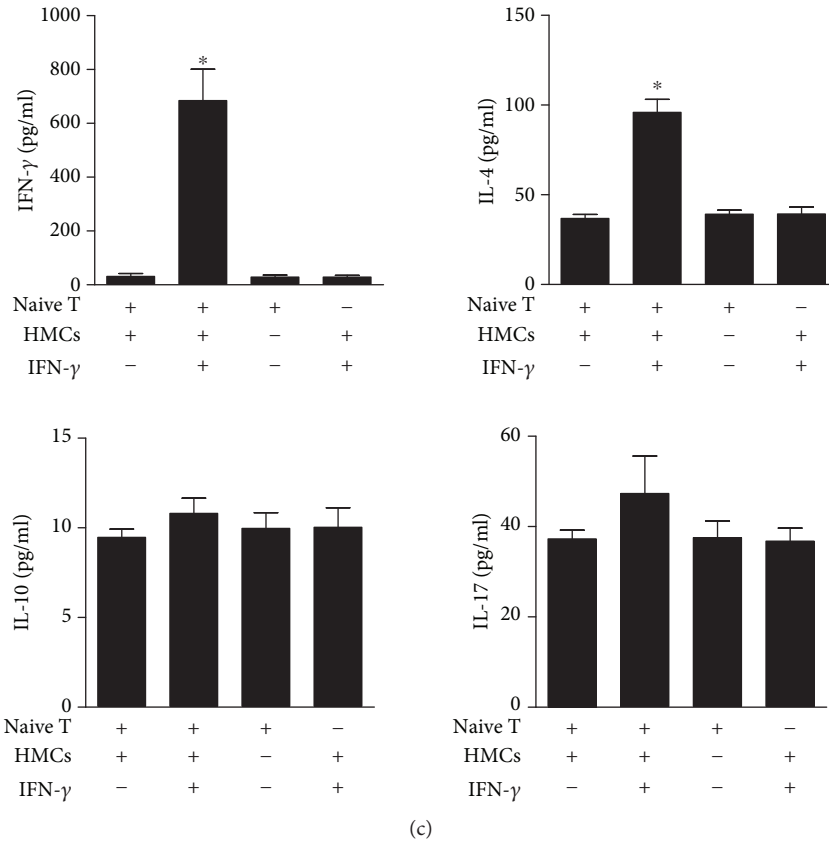 1000
800
600
400
200
0
IFN-γ (pg/ml)
*
Naive T + + + −
HMCs + + − +
IFN-γ − + − +
150
100
50
0
IL-4 (pg/ml)
*
Naive T + + + −
HMCs + + − +
IFN-γ − + − +
15
10
5
0
IL-10 (pg/ml)
Naive T + + + −
HMCs + + − +
IFN-γ − + − +
60
40
20
0
IL-17 (pg/ml)
Naive T + + + −
HMCs + + − +
IFN-γ − + − +
(c)